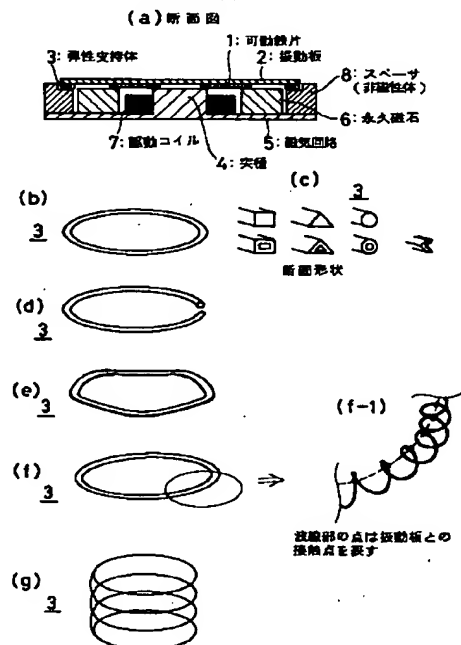 (a) 断面図
1: 可動鉄片
3: 弾性支持体
2: 振動板
8: スペーサ
(非磁性体)
6: 永久磁石
7: 駆動コイル
5: 磁気回路
4: 突極
(b)
3
(c)
3
断面形状
(d)
3
(e)
3
(f)
3
(f-1)
波線部の点は振動板との
接触点を表す
(g)
3